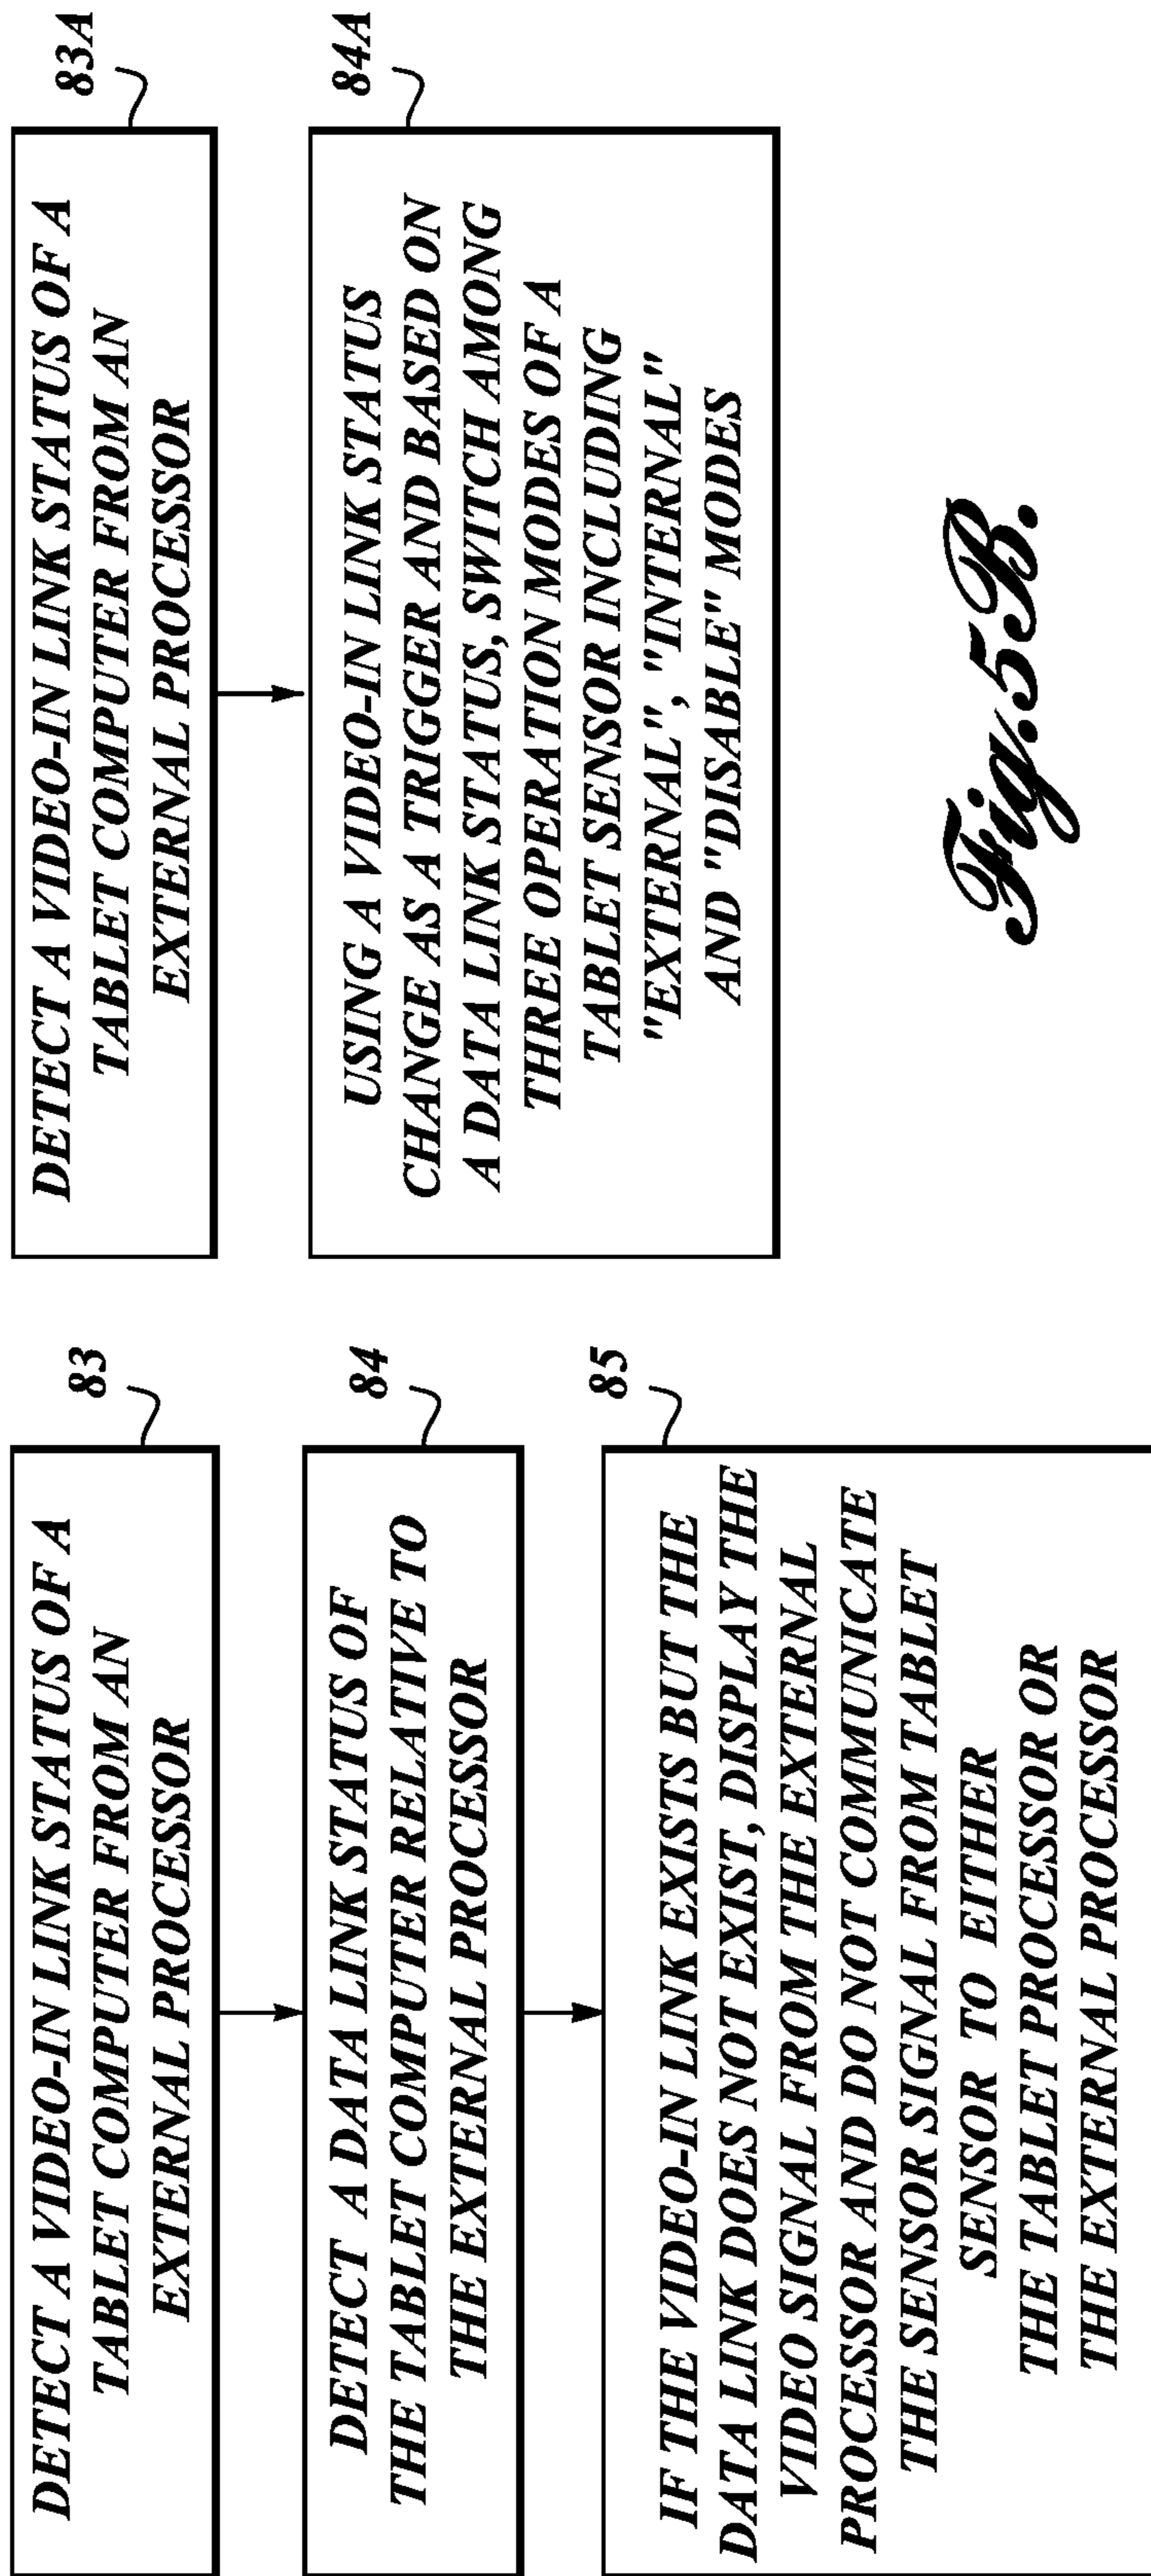 83
DETECT A VIDEO-IN LINK STATUS OF A
TABLET COMPUTER FROM AN
EXTERNAL PROCESSOR
84
DETECT A DATA LINK STATUS OF
THE TABLET COMPUTER RELATIVE TO
THE EXTERNAL PROCESSOR
85
IF THE VIDEO-IN LINK EXISTS BUT THE
DATA LINK DOES NOT EXIST, DISPLAY THE
VIDEO SIGNAL FROM THE EXTERNAL
PROCESSOR AND DO NOT COMMUNICATE
THE SENSOR SIGNAL FROM TABLET
SENSOR TO EITHER
THE TABLET PROCESSOR OR
THE EXTERNAL PROCESSOR
83A
DETECT A VIDEO-IN LINK STATUS OF A
TABLET COMPUTER FROM AN
EXTERNAL PROCESSOR
84A
USING A VIDEO-IN LINK STATUS
CHANGE AS A TRIGGER AND BASED ON
A DATA LINK STATUS, SWITCH AMONG
THREE OPERATION MODES OF A
TABLET SENSOR INCLUDING
"EXTERNAL", "INTERNAL"
AND "DISABLE" MODES
Fig.5B.